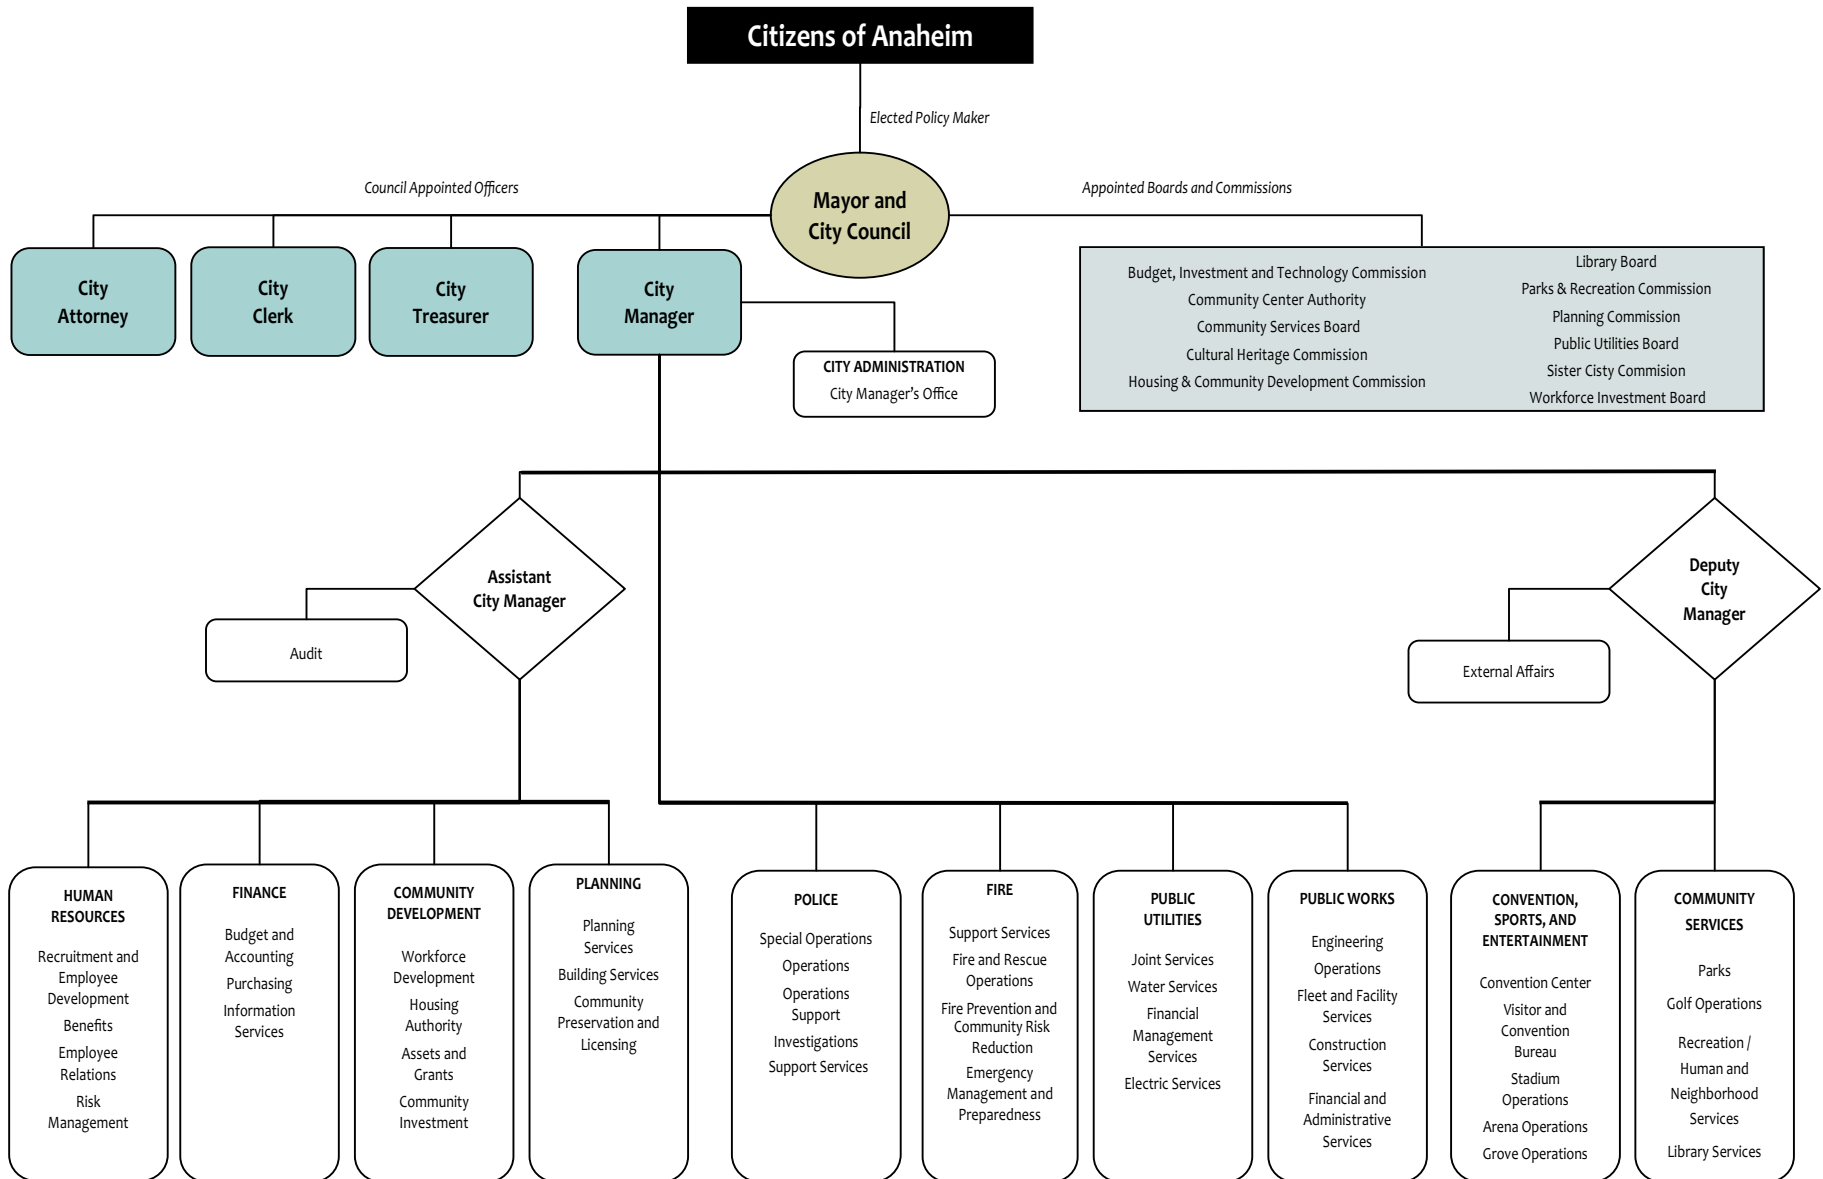 Citizens of Anaheim
Elected Policy Maker
Council Appointed Officers
Appointed Boards and Commissions
Mayor and
City Council
City
Attorney
City
Clerk
City
Treasurer
City
Manager
CITY ADMINISTRATION
City Manager's Office
Budget, Investment and Technology Commission
Community Center Authority
Community Services Board
Cultural Heritage Commission
Housing & Community Development Commission
Library Board
Parks & Recreation Commission
Planning Commission
Public Utilities Board
Sister Cisty Commision
Workforce Investment Board
Assistant
City Manager
Audit
Deputy
City
Manager
External Affairs
HUMAN
RESOURCES
Recruitment and
Employee
Development
Benefits
Employee
Relations
Risk
Management
FINANCE
Budget and
Accounting
Purchasing
Information
Services
COMMUNITY
DEVELOPMENT
Workforce
Development
Housing
Authority
Assets and
Grants
Community
Investment
PLANNING
Planning
Services
Building Services
Community
Preservation and
Licensing
POLICE
Special Operations
Operations
Operations
Support
Investigations
Support Services
FIRE
Support Services
Fire and Rescue
Operations
Fire Prevention and
Community Risk
Reduction
Emergency
Management and
Preparedness
PUBLIC
UTILITIES
Joint Services
Water Services
Financial
Management
Services
Electric Services
PUBLIC WORKS
Engineering
Operations
Fleet and Facility
Services
Construction
Services
Financial and
Administrative
Services
CONVENTION,
SPORTS, AND
ENTERTAINMENT
Convention Center
Visitor and
Convention
Bureau
Stadium
Operations
Arena Operations
Grove Operations
COMMUNITY
SERVICES
Parks
Golf Operations
Recreation /
Human and
Neighborhood
Services
Library Services